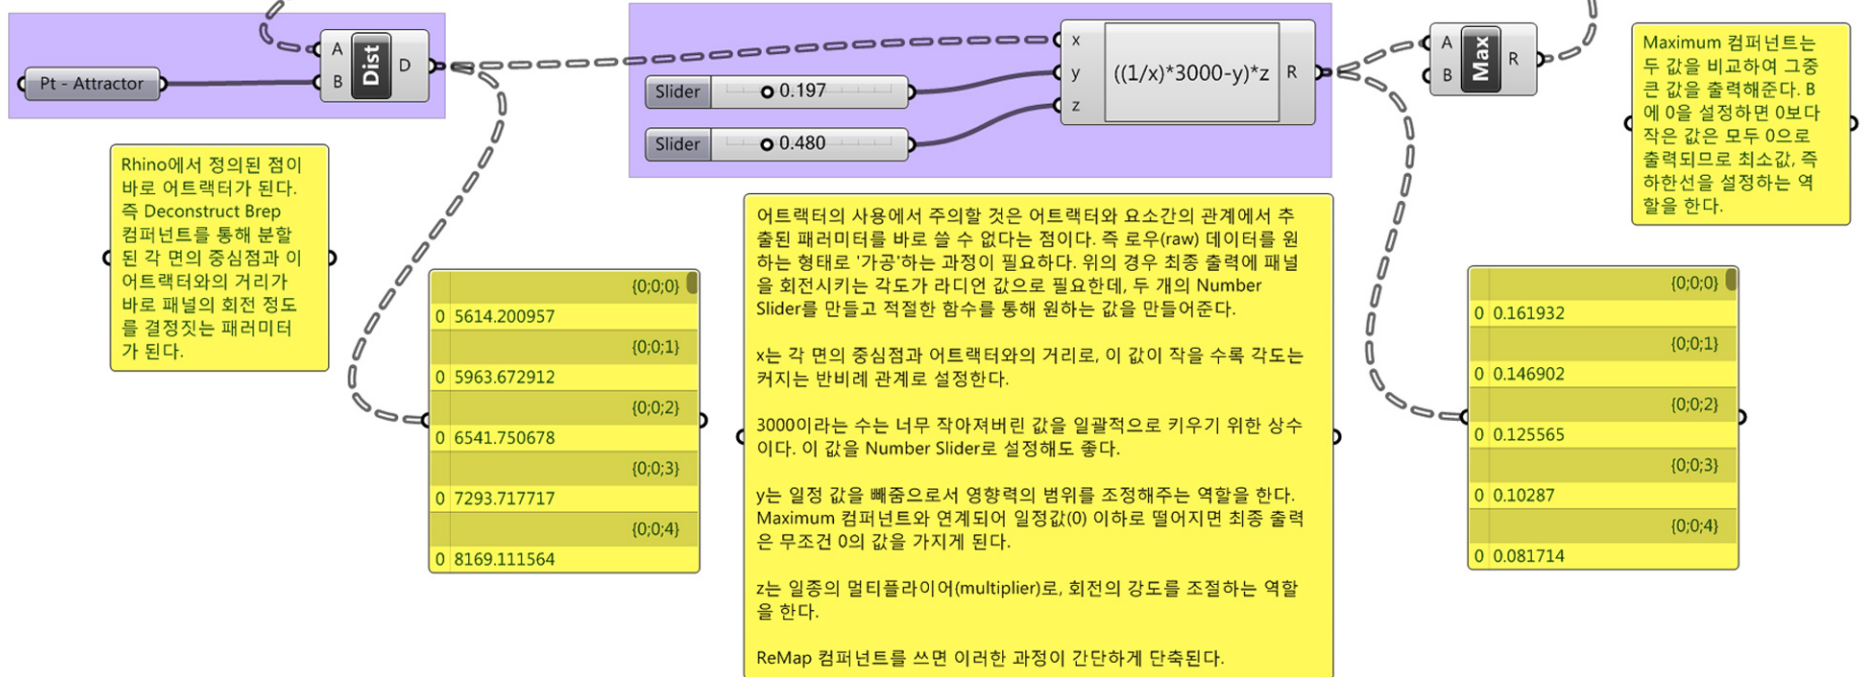 Pt - Attractor
A
B
Dist
D
Slider
0.197
Slider
0.480
x
y
z
((1/x)*3000-y)*z
R
A
B
Max
R
Maximum 컴퍼넌트는
두 값을 비교하여 그중
큰 값을 출력해준다. B
에 0을 설정하면 0보다
작은 값은 모두 0으로
출력되므로 최소값, 즉
하한선을 설정하는 역
할을 한다.
Rhino에서 정의된 점이
바로 어트랙터가 된다.
즉 Deconstruct Brep
컴퍼넌트를 통해 분할
된 각 면의 중심점과 이
어트랙터와의 거리가
바로 패널의 회전 정도
를 결정짓는 패러미터
가 된다.
{0;0;0}
0 5614.200957
{0;0;1}
0 5963.672912
{0;0;2}
0 6541.750678
{0;0;3}
0 7293.717717
{0;0;4}
0 8169.111564
어트랙터의 사용에서 주의할 것은 어트랙터와 요소간의 관계에서 추
출된 패러미터를 바로 쓸 수 없다는 점이다. 즉 로우(raw) 데이터를 원
하는 형태로 '가공'하는 과정이 필요하다. 위의 경우 최종 출력에 패널
을 회전시키는 각도가 라디언 값으로 필요한데, 두 개의 Number
Slider를 만들고 적절한 함수를 통해 원하는 값을 만들어준다.
x는 각 면의 중심점과 어트랙터와의 거리로, 이 값이 작을 수록 각도는
커지는 반비례 관계로 설정한다.
3000이라는 수는 너무 작아져버린 값을 일괄적으로 키우기 위한 상수
이다. 이 값을 Number Slider로 설정해도 좋다.
y는 일정 값을 빼줌으로서 영향력의 범위를 조정해주는 역할을 한다.
Maximum 컴퍼넌트와 연계되어 일정값(0) 이하로 떨어지면 최종 출력
은 무조건 0의 값을 가지게 된다.
z는 일종의 멀티플라이어(multiplier)로, 회전의 강도를 조절하는 역할
을 한다.
ReMap 컴퍼넌트를 쓰면 이러한 과정이 간단하게 단축된다.
{0;0;0}
0 0.161932
{0;0;1}
0 0.146902
{0;0;2}
0 0.125565
{0;0;3}
0 0.10287
{0;0;4}
0 0.081714